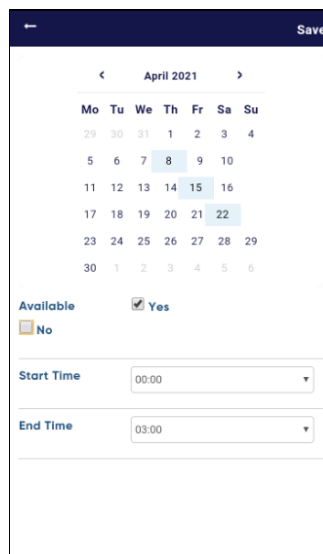 ← Save
‹ April 2021 ›
Mo Tu We Th Fr Sa Su
29 30 31 1 2 3 4
5 6 7 8 9 10
11 12 13 14 15 16
17 18 19 20 21 22
23 24 25 26 27 28 29
30 1 2 3 4 5 6
Available Yes
No
Start Time 00:00
End Time 03:00